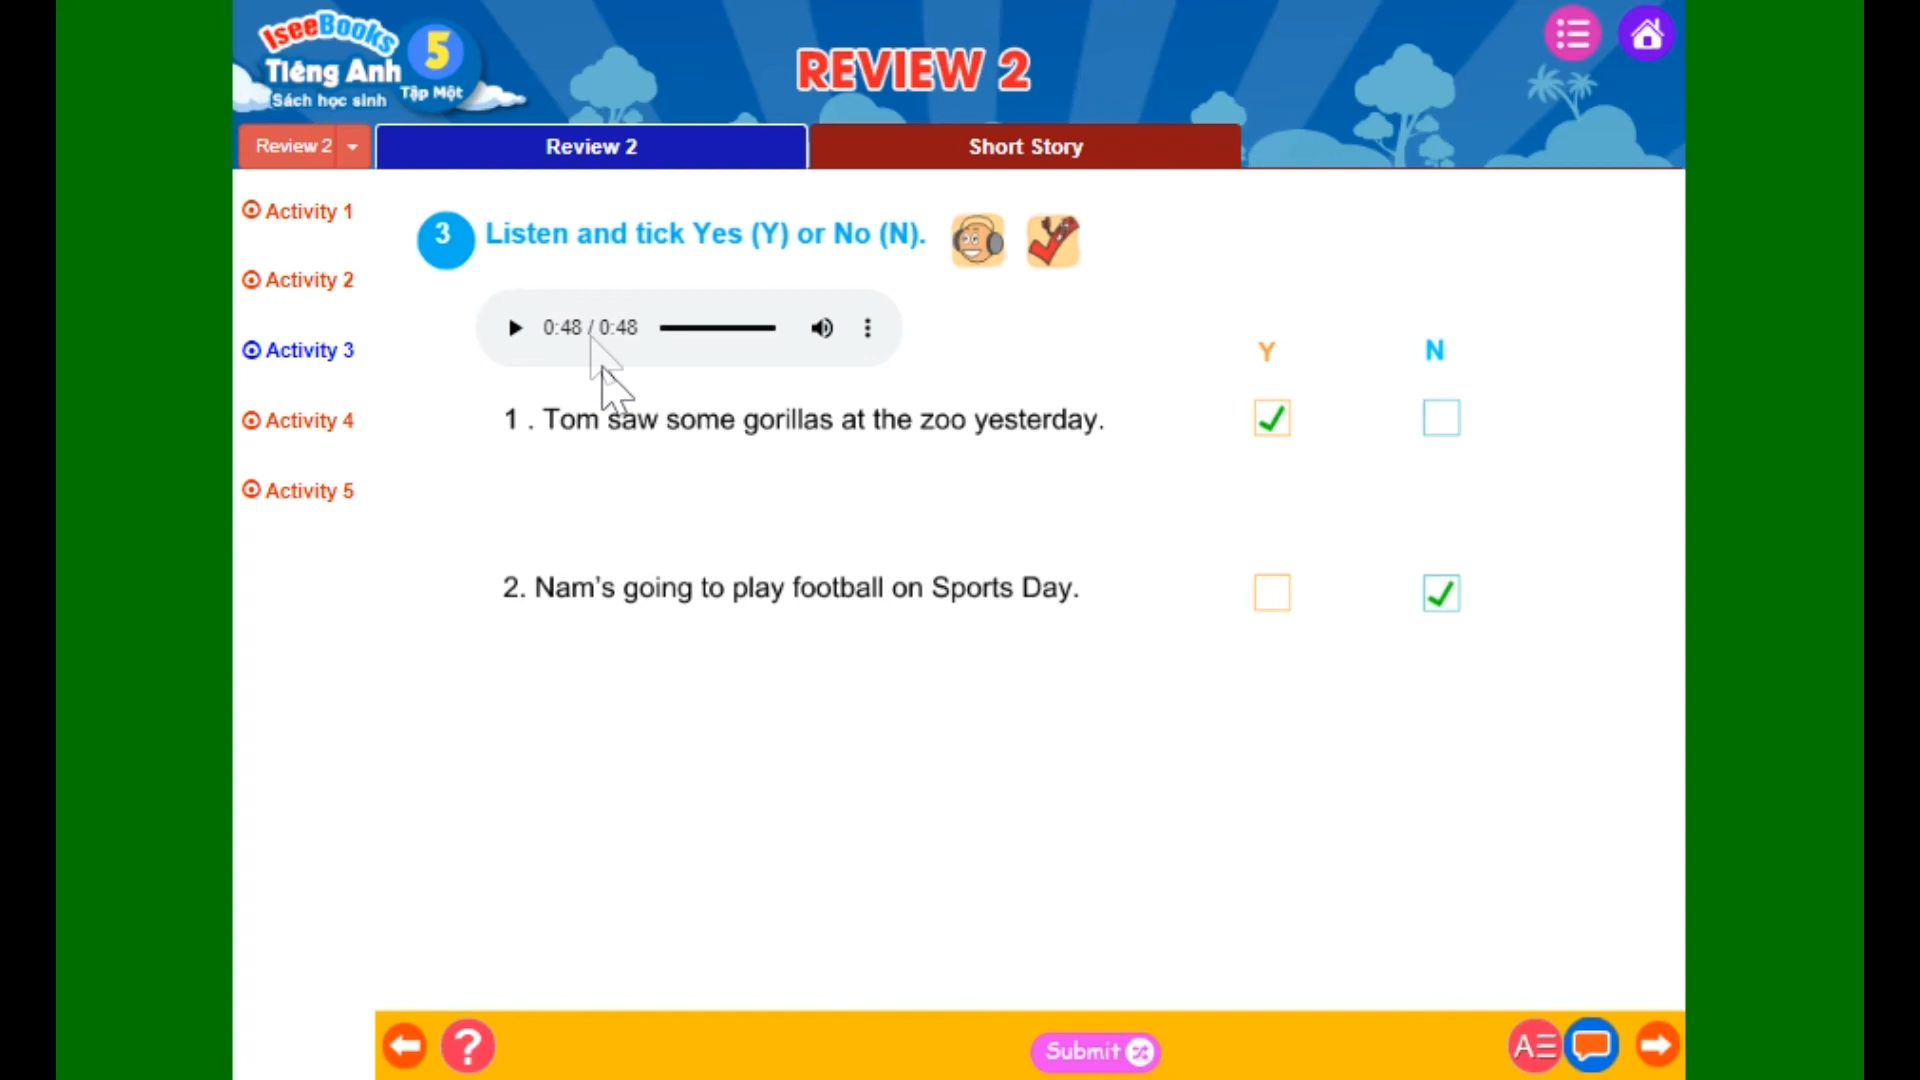 IseeBooks
Tiếng Anh 5
Sách học sinh Tập Một
REVIEW 2
Review 2
Review 2
Short Story
Activity 1
Activity 2
Activity 3
Activity 4
Activity 5
3 Listen and tick Yes (Y) or No (N).
0:48 / 0:48
Y N
1 . Tom saw some gorillas at the zoo yesterday.
2. Nam's going to play football on Sports Day.
?
Submit
A